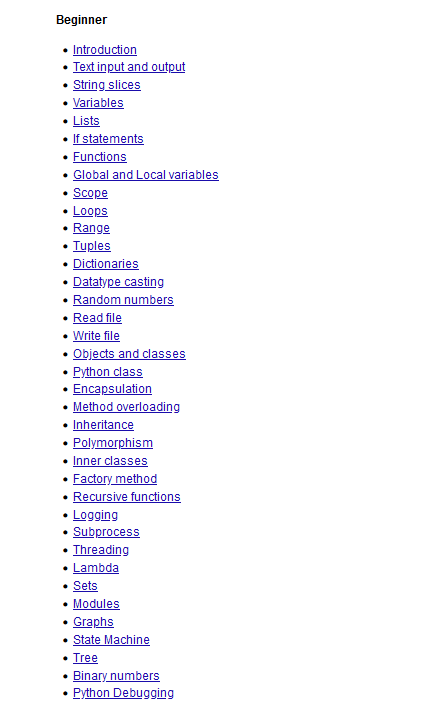 Beginner
Introduction
Text input and output
String slices
Variables
Lists
If statements
Functions
Global and Local variables
Scope
Loops
Range
Tuples
Dictionaries
Datatype casting
Random numbers
Read file
Write file
Objects and classes
Python class
Encapsulation
Method overloading
Inheritance
Polymorphism
Inner classes
Factory method
Recursive functions
Logging
Subprocess
Threading
Lambda
Sets
Modules
Graphs
State Machine
Tree
Binary numbers
Python Debugging